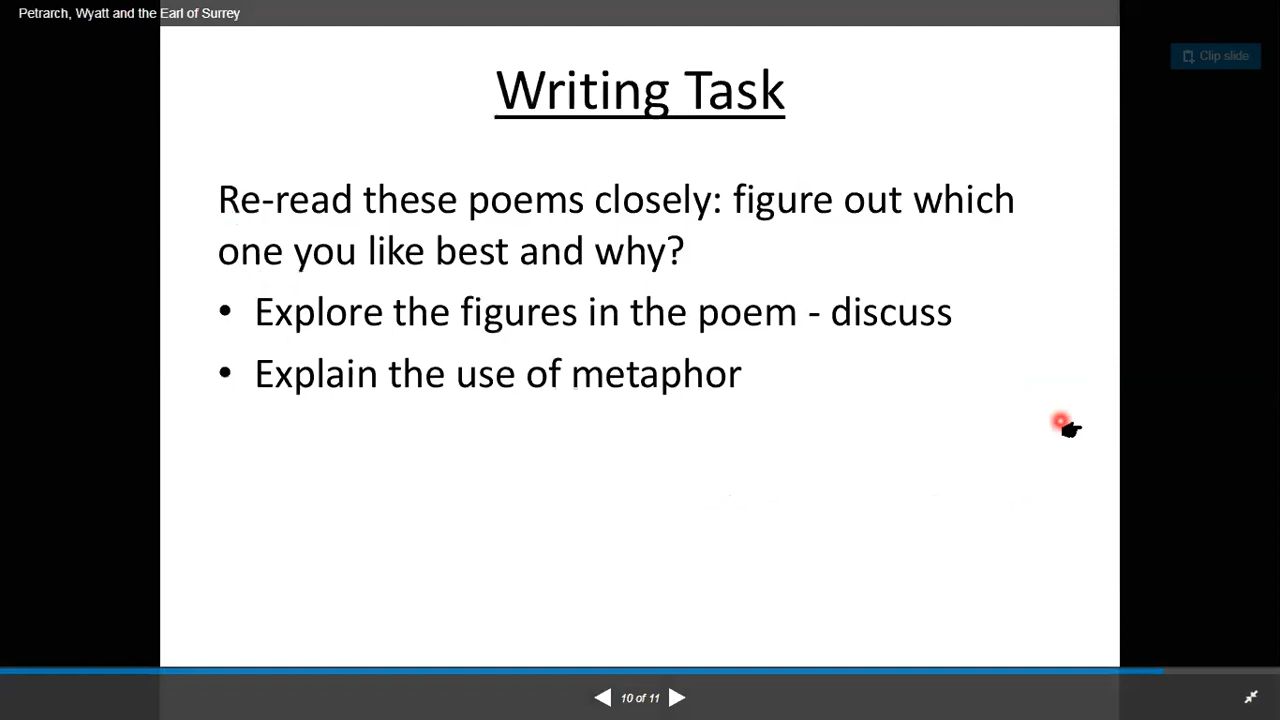 Petrarch, Wyatt and the Earl of Surrey
Clip slide
Writing Task
Re-read these poems closely: figure out which
one you like best and why?
• Explore the figures in the poem - discuss
• Explain the use of metaphor
10 of 11